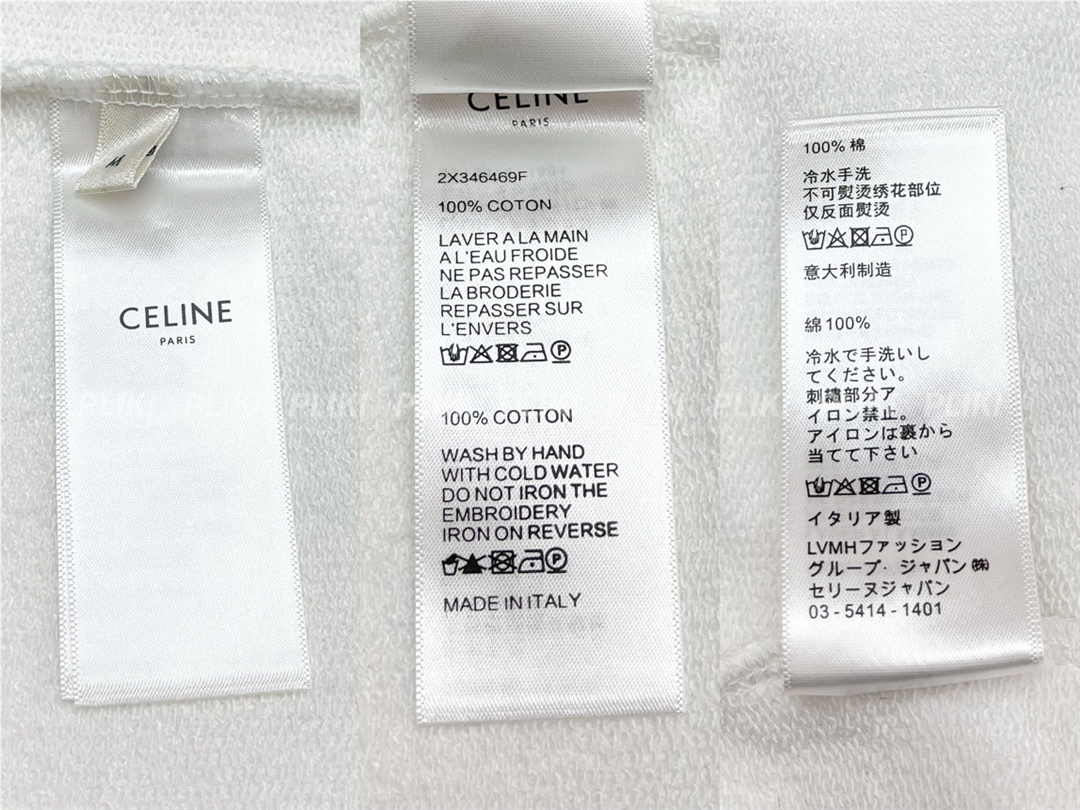 M
CELINE
PARIS
CELINE
PARIS
2X346469F
100% COTON
LAVER A LA MAIN
A L'EAU FROIDE
NE PAS REPASSER
LA BRODERIE
REPASSER SUR
L'ENVERS
P
100% COTTON
WASH BY HAND
WITH COLD WATER
DO NOT IRON THE
EMBROIDERY
IRON ON REVERSE
P
MADE IN ITALY
100% 棉
冷水手洗
不可熨烫绣花部位
仅反面熨烫
P
意大利制造
綿 100%
冷水で手洗いし
てください。
刺繍部分ア
イロン禁止。
アイロンは裏から
当てて下さい
P
イタリア製
LVMHファッション
グループ・ジャパン㈱
セリーヌジャパン
03 - 5414 - 1401